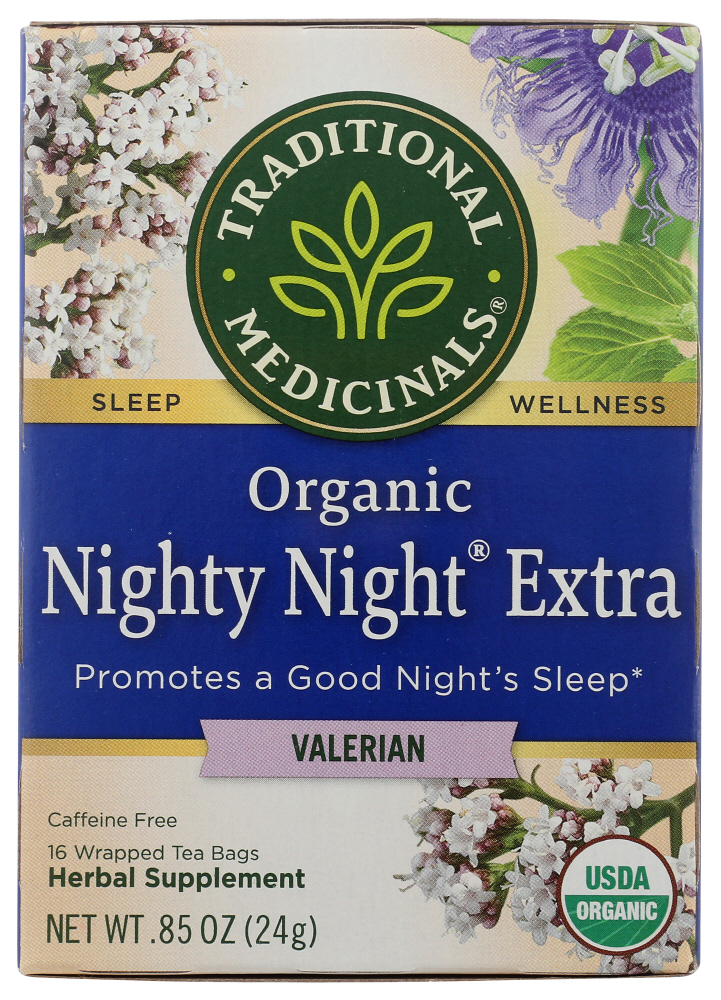 TRADITIONAL
MEDICINALS®
SLEEP
WELLNESS
Organic
Nighty Night® Extra
Promotes a Good Night's Sleep*
VALERIAN
Caffeine Free
16 Wrapped Tea Bags
Herbal Supplement
NET WT .85 OZ (24g)
USDA
ORGANIC